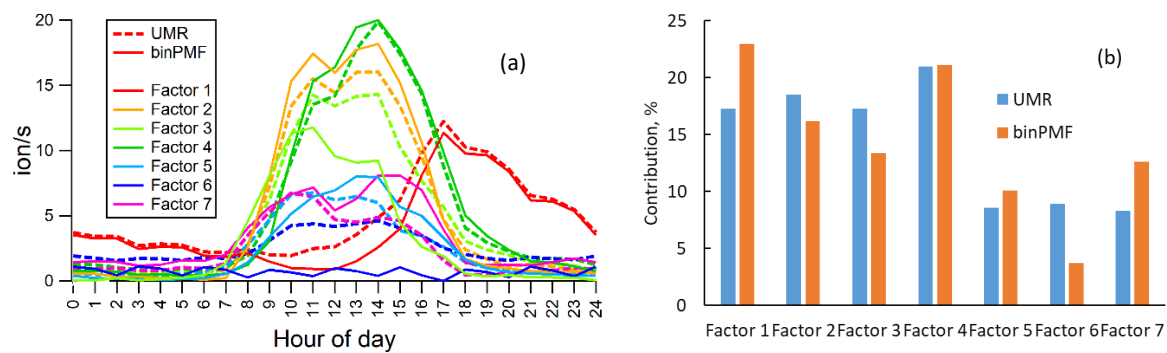 20
15
10
5
0
ion/s
UMR
binPMF
Factor 1
Factor 2
Factor 3
Factor 4
Factor 5
Factor 6
Factor 7
(a)
0 1 2 3 4 5 6 7 8 9 10 11 12 13 14 15 16 17 18 19 20 21 22 23 24
Hour of day
25
20
15
10
5
0
Contribution, %
(b)
UMR
binPMF
Factor 1 Factor 2 Factor 3 Factor 4 Factor 5 Factor 6 Factor 7